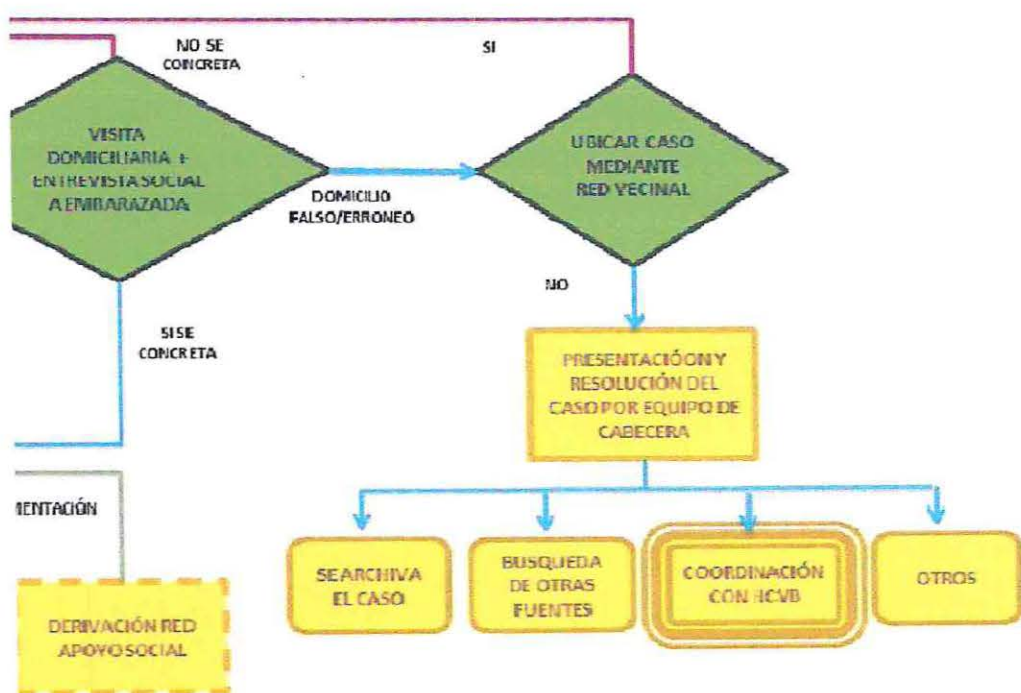 NO SE
CONCRETA
SI
VISITA
DOMICILIARIA +
ENTREVISTA SOCIAL
A EMBARAZADA
UBICAR CASO
MEDIANTE
RED VECINAL
DOMICILIO
FALSO/ERRONEO
NO
SI SE
CONCRETA
PRESENTACIÓON Y
RESOLUCIÓN DEL
CASO POR EQUIPO DE
CABECERA
MENTACIÓN
SE ARCHIVA
EL CASO
BUSQUEDA
DE OTRAS
FUENTES
COORDINACIÓN
CON HCVB
OTROS
DERIVACIÓN RED
APOYO SOCIAL